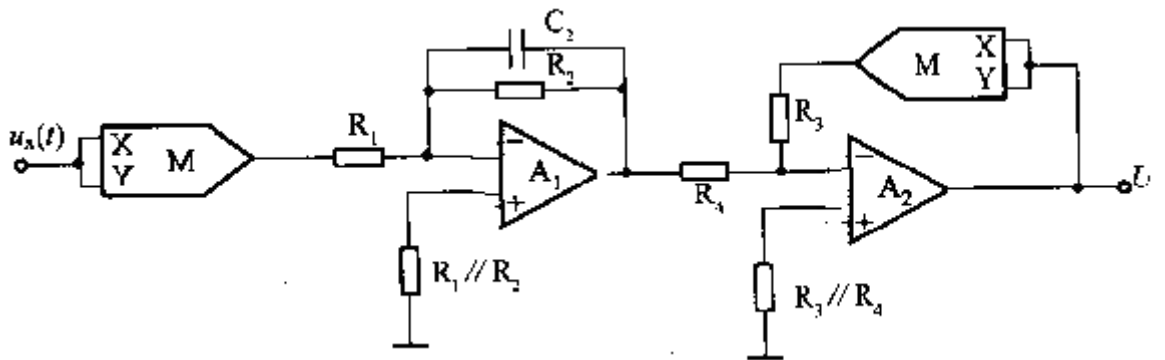 C₂
R₂
X
Y
M
R₃
uₓ(t)
X
Y
M
R₁
−
+
A₁
R₄
−
+
A₂
U
R₁//R₂
R₃//R₄